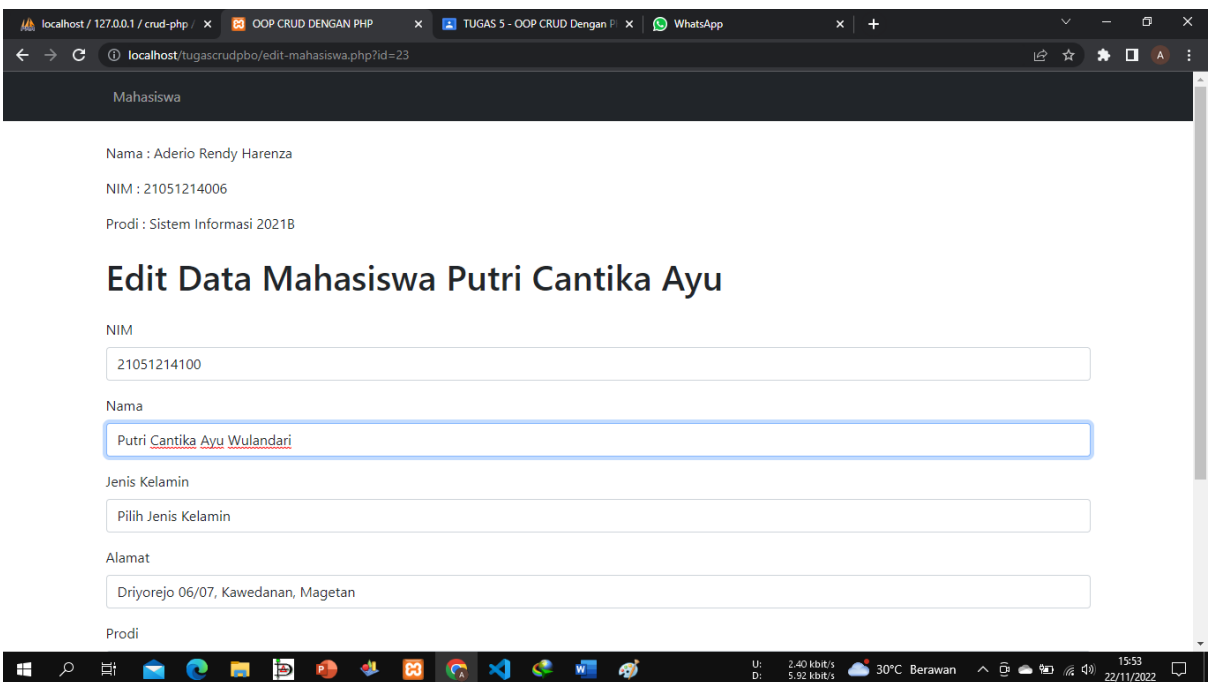 localhost / 127.0.0.1 / crud-php /
OOP CRUD DENGAN PHP
TUGAS 5 - OOP CRUD Dengan P
WhatsApp
localhost/tugascrudpbo/edit-mahasiswa.php?id=23
A
Mahasiswa
Nama : Aderio Rendy Harenza
NIM : 21051214006
Prodi : Sistem Informasi 2021B
Edit Data Mahasiswa Putri Cantika Ayu
NIM
21051214100
Nama
Putri Cantika Ayu Wulandari
Jenis Kelamin
Pilih Jenis Kelamin
Alamat
Driyorejo 06/07, Kawedanan, Magetan
Prodi
U: 2.40 kbit/s
D: 5.92 kbit/s
30°C Berawan
15:53
22/11/2022